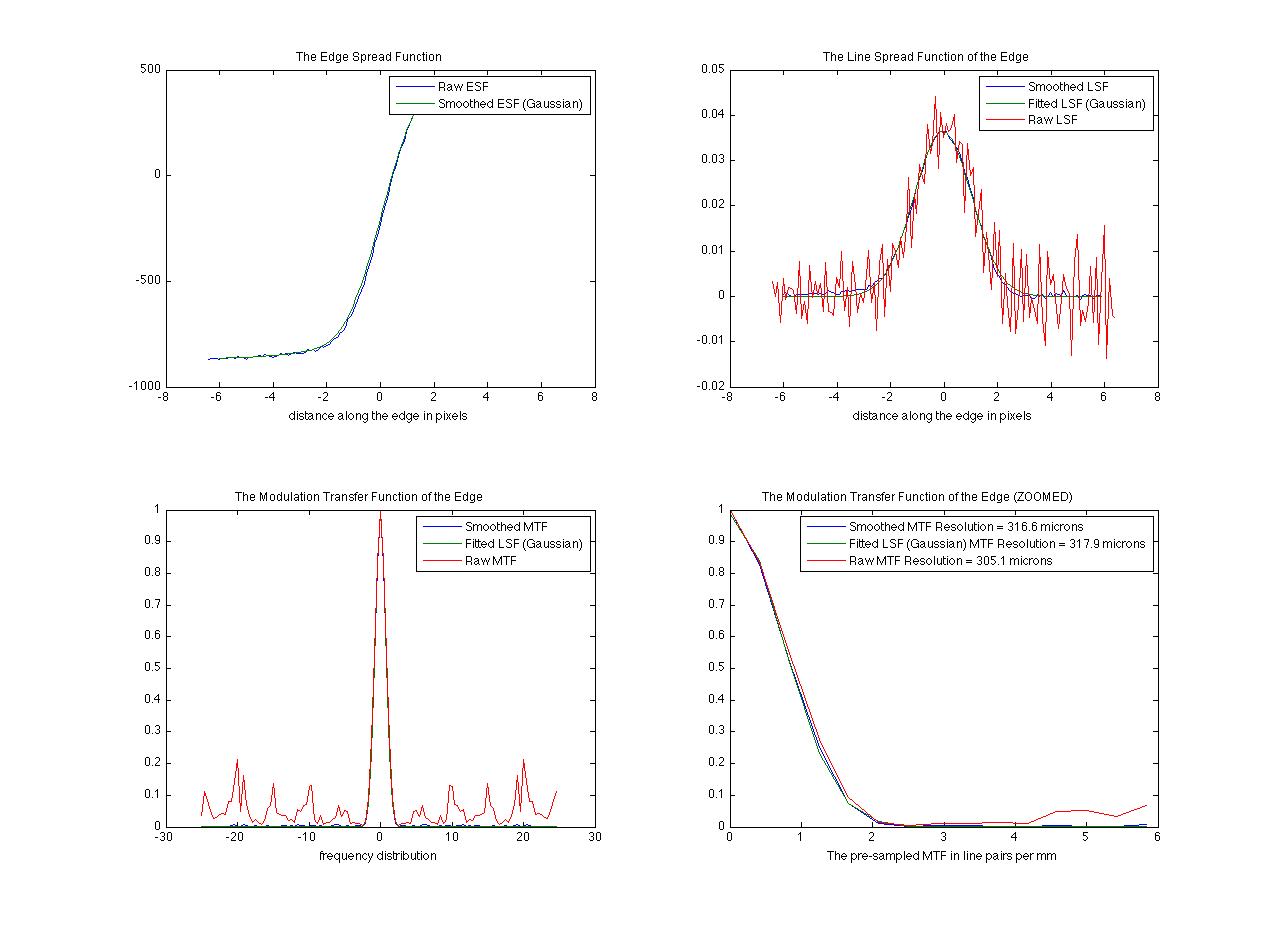 The Edge Spread Function
500
0
-500
-1000
-8 -6 -4 -2 0 2 4 6 8
Raw ESF
Smoothed ESF (Gaussian)
distance along the edge in pixels
The Line Spread Function of the Edge
0.05
0.04
0.03
0.02
0.01
0
-0.01
-0.02
-8 -6 -4 -2 0 2 4 6 8
Smoothed LSF
Fitted LSF (Gaussian)
Raw LSF
distance along the edge in pixels
The Modulation Transfer Function of the Edge
1
0.9
0.8
0.7
0.6
0.5
0.4
0.3
0.2
0.1
0
-30 -20 -10 0 10 20 30
Smoothed MTF
Fitted LSF (Gaussian)
Raw MTF
frequency distribution
The Modulation Transfer Function of the Edge (ZOOMED)
1
0.9
0.8
0.7
0.6
0.5
0.4
0.3
0.2
0.1
0
0 1 2 3 4 5 6
Smoothed MTF Resolution = 316.6 microns
Fitted LSF (Gaussian) MTF Resolution = 317.9 microns
Raw MTF Resolution = 305.1 microns
The pre-sampled MTF in line pairs per mm